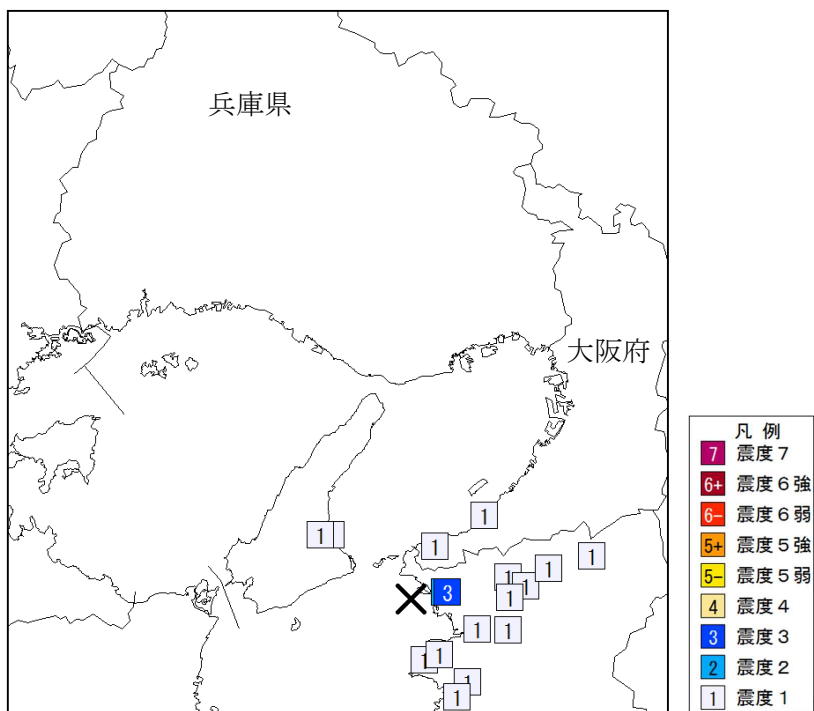 兵庫県
大阪府
1
1
1
1
1
1
1
3
1
1
1
1
1
1
1
凡 例
7 震度７
6+ 震度６強
6− 震度６弱
5+ 震度５強
5− 震度５弱
4 震度４
3 震度３
2 震度２
1 震度１